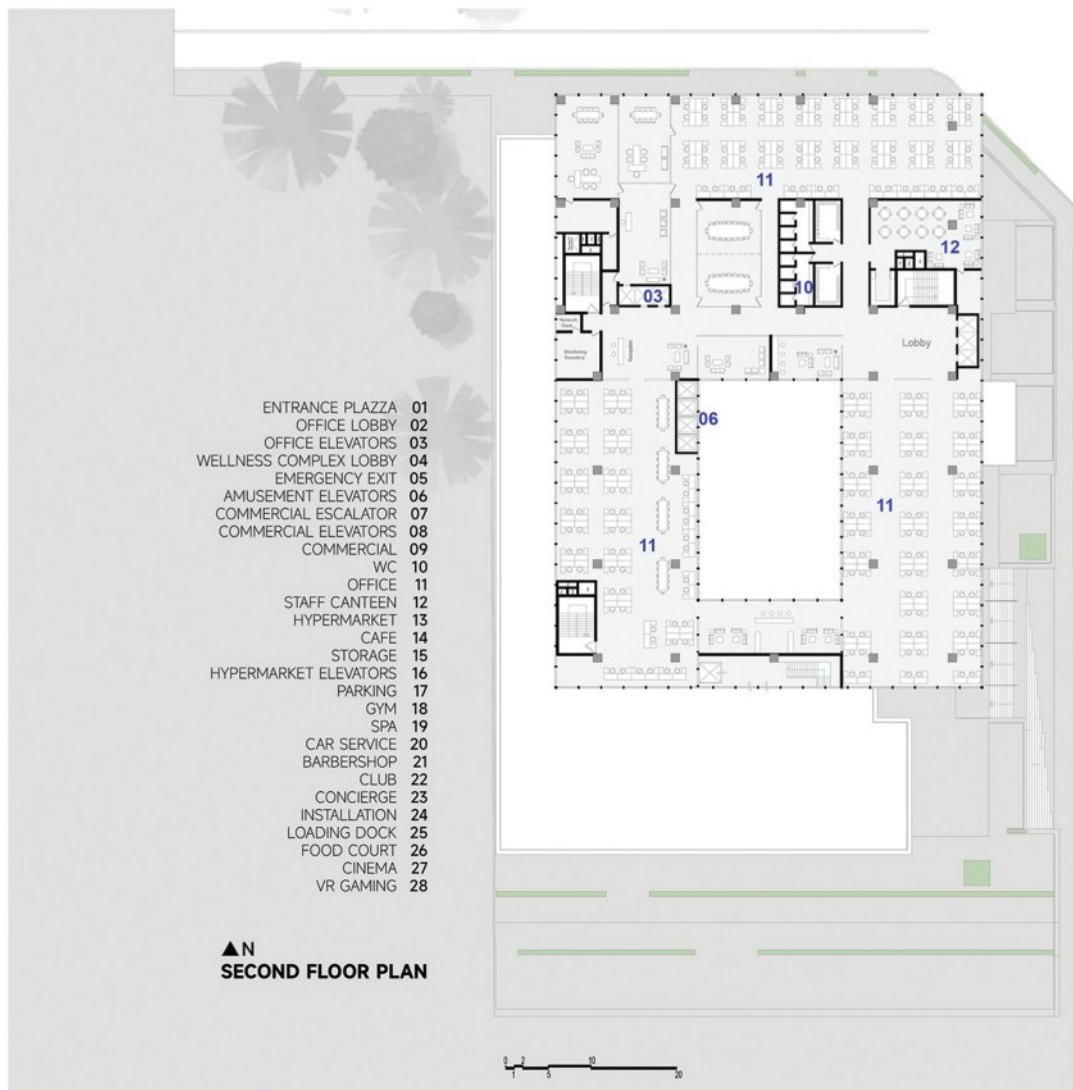 11
12
10
03
Network
Rack
Reception
Lobby
06
11
11
ENTRANCE PLAZZA 01
OFFICE LOBBY 02
OFFICE ELEVATORS 03
WELLNESS COMPLEX LOBBY 04
EMERGENCY EXIT 05
AMUSEMENT ELEVATORS 06
COMMERCIAL ESCALATOR 07
COMMERCIAL ELEVATORS 08
COMMERCIAL 09
WC 10
OFFICE 11
STAFF CANTEEN 12
HYPERMARKET 13
CAFE 14
STORAGE 15
HYPERMARKET ELEVATORS 16
PARKING 17
GYM 18
SPA 19
CAR SERVICE 20
BARBERSHOP 21
CLUB 22
CONCIERGE 23
INSTALLATION 24
LOADING DOCK 25
FOOD COURT 26
CINEMA 27
VR GAMING 28
N
SECOND FLOOR PLAN
0 2 10
1 5 20